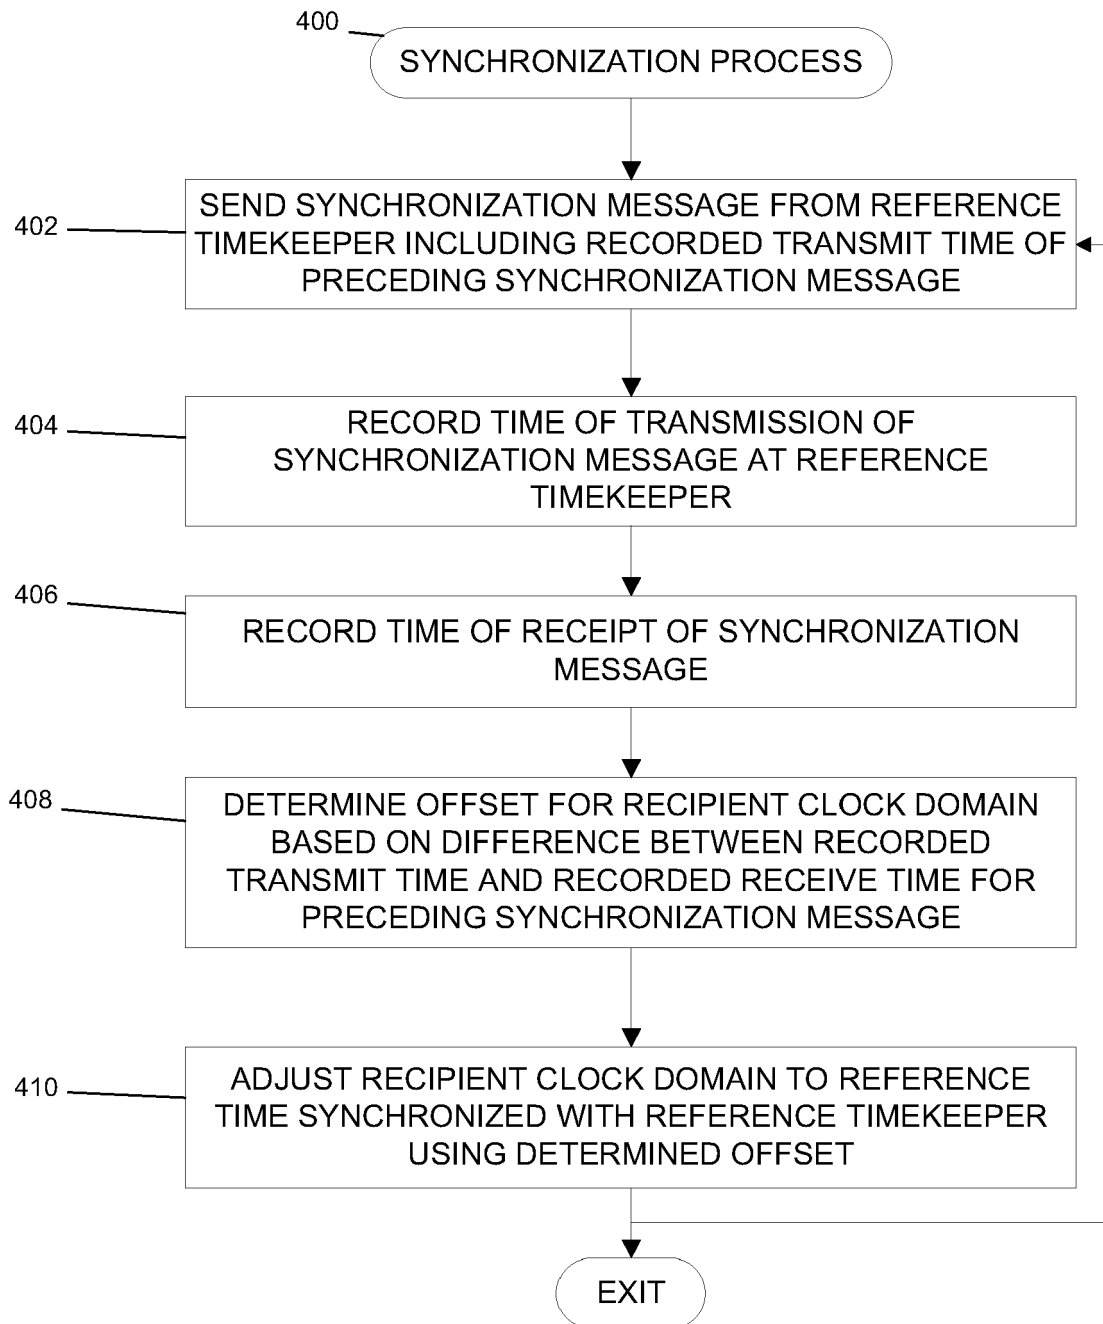 400
SYNCHRONIZATION PROCESS
402
SEND SYNCHRONIZATION MESSAGE FROM REFERENCE
TIMEKEEPER INCLUDING RECORDED TRANSMIT TIME OF
PRECEDING SYNCHRONIZATION MESSAGE
404
RECORD TIME OF TRANSMISSION OF
SYNCHRONIZATION MESSAGE AT REFERENCE
TIMEKEEPER
406
RECORD TIME OF RECEIPT OF SYNCHRONIZATION
MESSAGE
408
DETERMINE OFFSET FOR RECIPIENT CLOCK DOMAIN
BASED ON DIFFERENCE BETWEEN RECORDED
TRANSMIT TIME AND RECORDED RECEIVE TIME FOR
PRECEDING SYNCHRONIZATION MESSAGE
410
ADJUST RECIPIENT CLOCK DOMAIN TO REFERENCE
TIME SYNCHRONIZED WITH REFERENCE TIMEKEEPER
USING DETERMINED OFFSET
EXIT